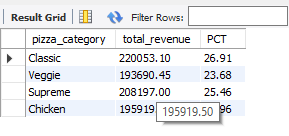 Result Grid Filter Rows:
pizza_category total_revenue PCT
Classic 220053.10 26.91
Veggie 193690.45 23.68
Supreme 208197.00 25.46
Chicken 195919 96
195919.50